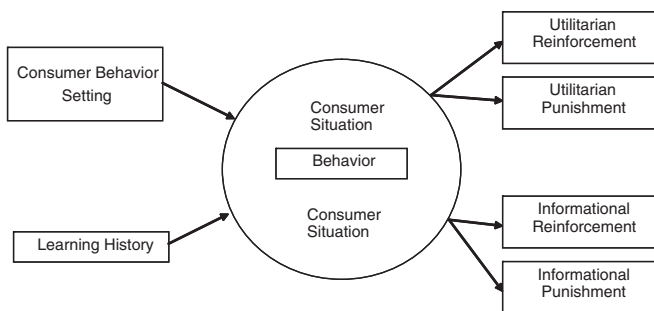 Consumer Behavior
Setting
Learning History
Consumer
Situation
Behavior
Consumer
Situation
Utilitarian
Reinforcement
Utilitarian
Punishment
Informational
Reinforcement
Informational
Punishment